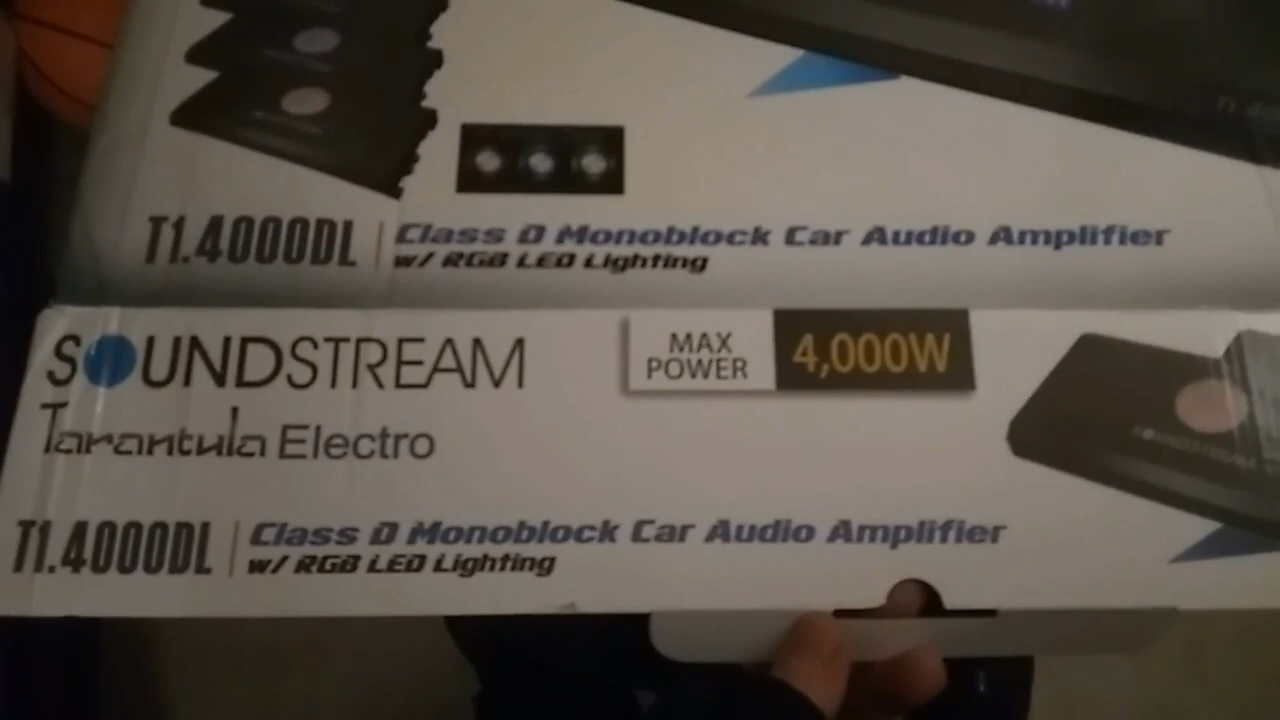 T1.4000DL
Class D Monoblock Car Audio Amplifier
w/ RGB LED Lighting
SOUNDSTREAM
Tarantula Electro
MAX POWER
4,000W
T1.4000DL
Class D Monoblock Car Audio Amplifier
w/ RGB LED Lighting